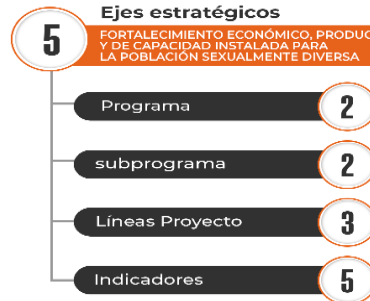 Ejes estratégicos
5
FORTALECIMIENTO ECONÓMICO, PRODUC
Y DE CAPACIDAD INSTALADA PARA
LA POBLACIÓN SEXUALMENTE DIVERSA
Programa 2
subprograma 2
Líneas Proyecto 3
Indicadores 5